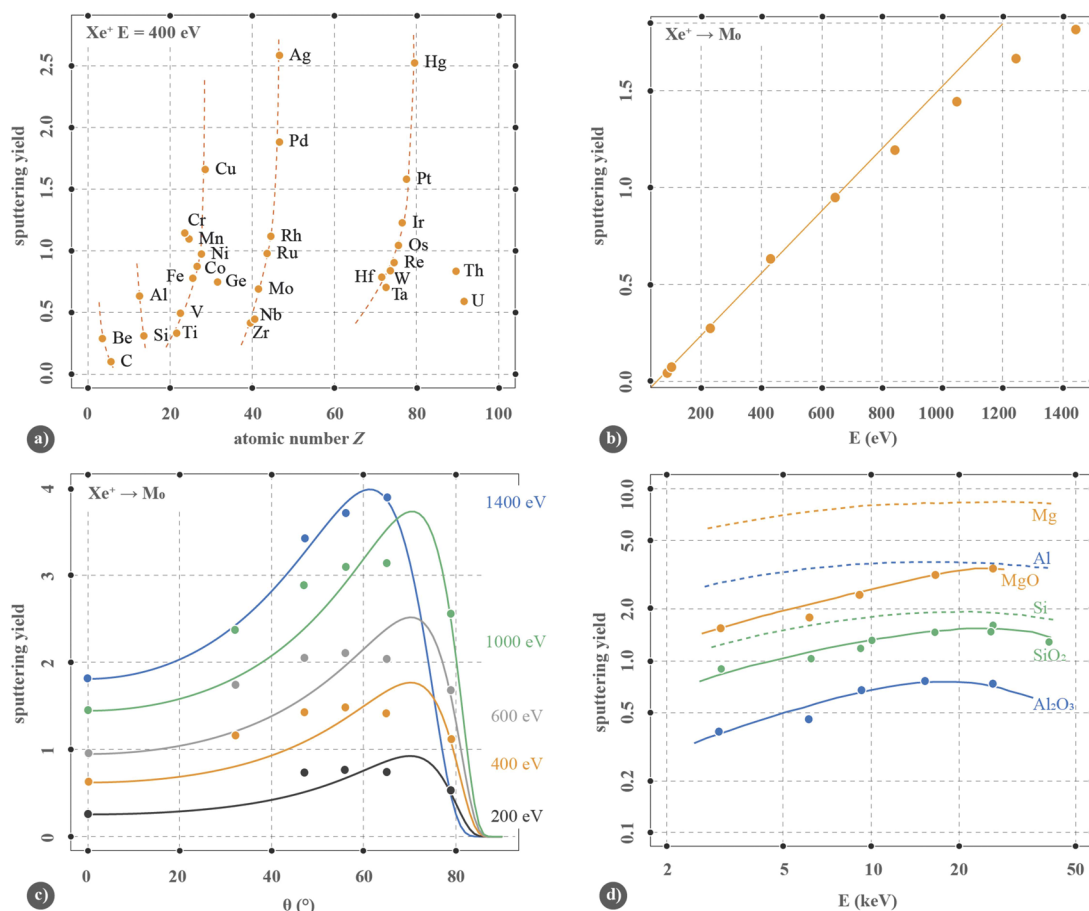 Xe⁺ E = 400 eV
sputtering yield
2.5
2.0
1.5
1.0
0.5
0.0
Ag
Hg
Pd
Cu
Pt
Cr
Mn
Rh
Ir
Ni
Ru
Os
Co
Re
Th
Fe
Ge
Hf
W
Al
Mo
Ta
U
V
Nb
Be
Si
Ti
Zr
C
0 20 40 60 80 100
a)
atomic number Z
Xe⁺ → Mo
sputtering yield
1.5
1.0
0.5
0.0
200 400 600 800 1000 1200 1400
b)
E (eV)
Xe⁺ → Mo
sputtering yield
4
3
2
1
0
1400 eV
1000 eV
600 eV
400 eV
200 eV
0 20 40 60 80
c)
θ (°)
sputtering yield
10.0
5.0
2.0
1.0
0.5
0.2
0.1
Mg
Al
MgO
Si
SiO₂
Al₂O₃
2 5 10 20 50
d)
E (keV)